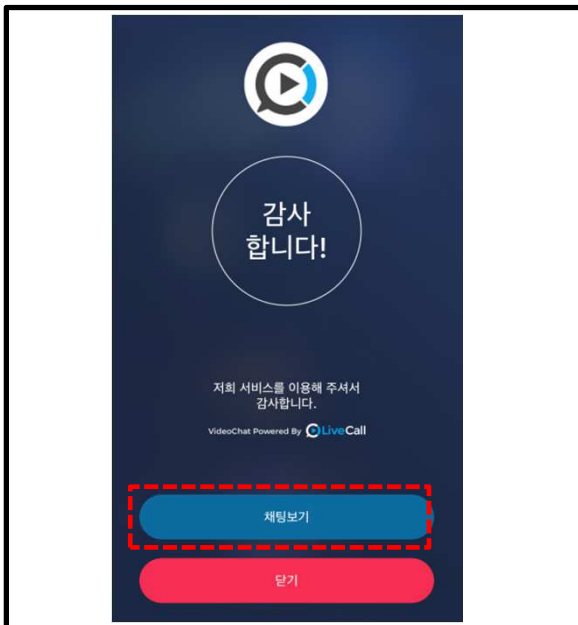 감사
합니다!
저희 서비스를 이용해 주셔서
감사합니다.
VideoChat Powered By LiveCall
채팅보기
닫기